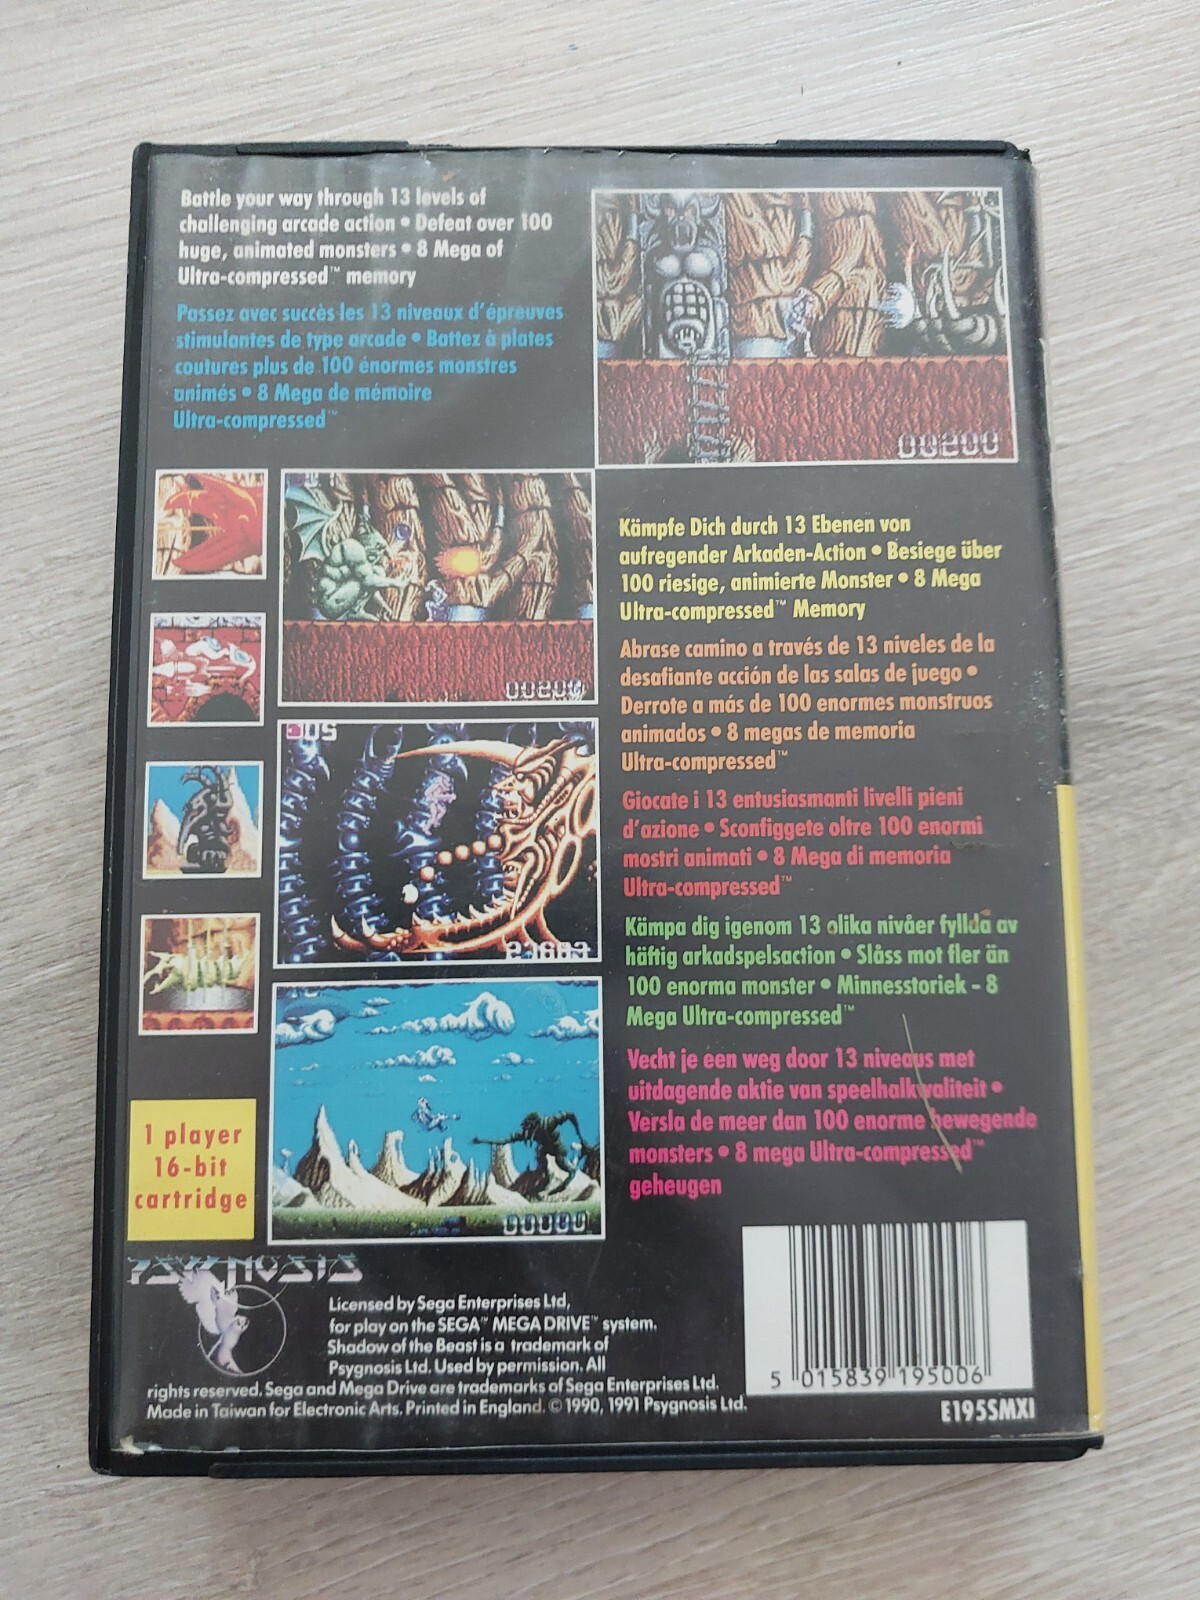 Battle your way through 13 levels of
challenging arcade action • Defeat over 100
huge, animated monsters • 8 Mega of
Ultra-compressed™ memory
Passez avec succès les 13 niveaux d'épreuves
stimulantes de type arcade • Battez à plates
coutures plus de 100 énormes monstres
animés • 8 Mega de mémoire
Ultra-compressed™
00200
Kämpfe Dich durch 13 Ebenen von
aufregender Arkaden-Action • Besiege über
100 riesige, animierte Monster • 8 Mega
Ultra-compressed™ Memory
00200
Abrase camino a través de 13 niveles de la
desafiante acción de las salas de juego •
Derrote a más de 100 enormes monstruos
animados • 8 megas de memoria
Ultra-compressed™
Giocate i 13 entusiasmanti livelli pieni
d'azione • Sconfiggete oltre 100 enormi
mostri animati • 8 Mega di memoria
Ultra-compressed™
23683
Kämpa dig igenom 13 olika nivåer fyllda av
häftig arkadspelsaction • Slåss mot fler än
100 enorma monster • Minnesstoriek - 8
Mega Ultra-compressed™
Vecht je een weg door 13 niveaus met
uitdagende aktie van speelhalkwaliteit •
Versla de meer dan 100 enorme bewegende
monsters • 8 mega Ultra-compressed™
geheugen
00000
1 player
16-bit
cartridge
PSYGNOSIS
Licensed by Sega Enterprises Ltd,
for play on the SEGA™ MEGA DRIVE™ system.
Shadow of the Beast is a trademark of
Psygnosis Ltd. Used by permission. All
rights reserved. Sega and Mega Drive are trademarks of Sega Enterprises Ltd.
Made in Taiwan for Electronic Arts. Printed in England. © 1990, 1991 Psygnosis Ltd.
5 015839 195006
E195SMXI